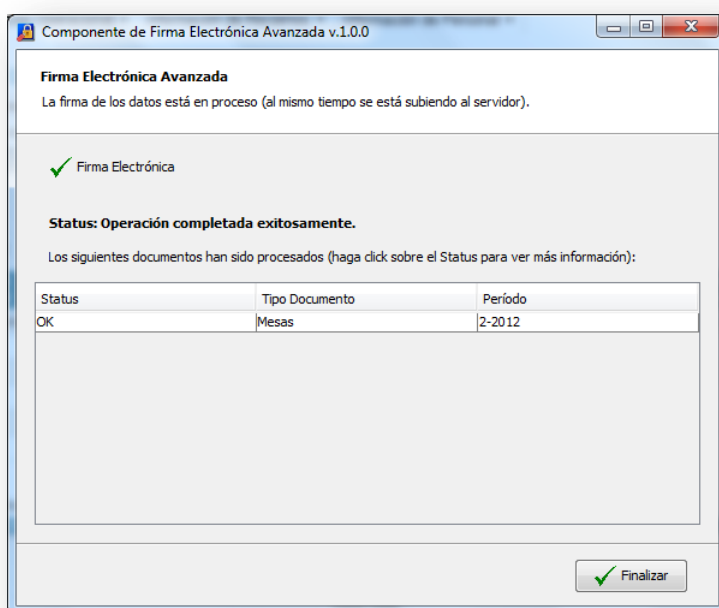 Componente de Firma Electrónica Avanzada v.1.0.0
Firma Electrónica Avanzada
La firma de los datos está en proceso (al mismo tiempo se está subiendo al servidor).
Firma Electrónica
Status: Operación completada exitosamente.
Los siguientes documentos han sido procesados (haga click sobre el Status para ver más información):
Status Tipo Documento Período
OK Mesas 2-2012
Finalizar